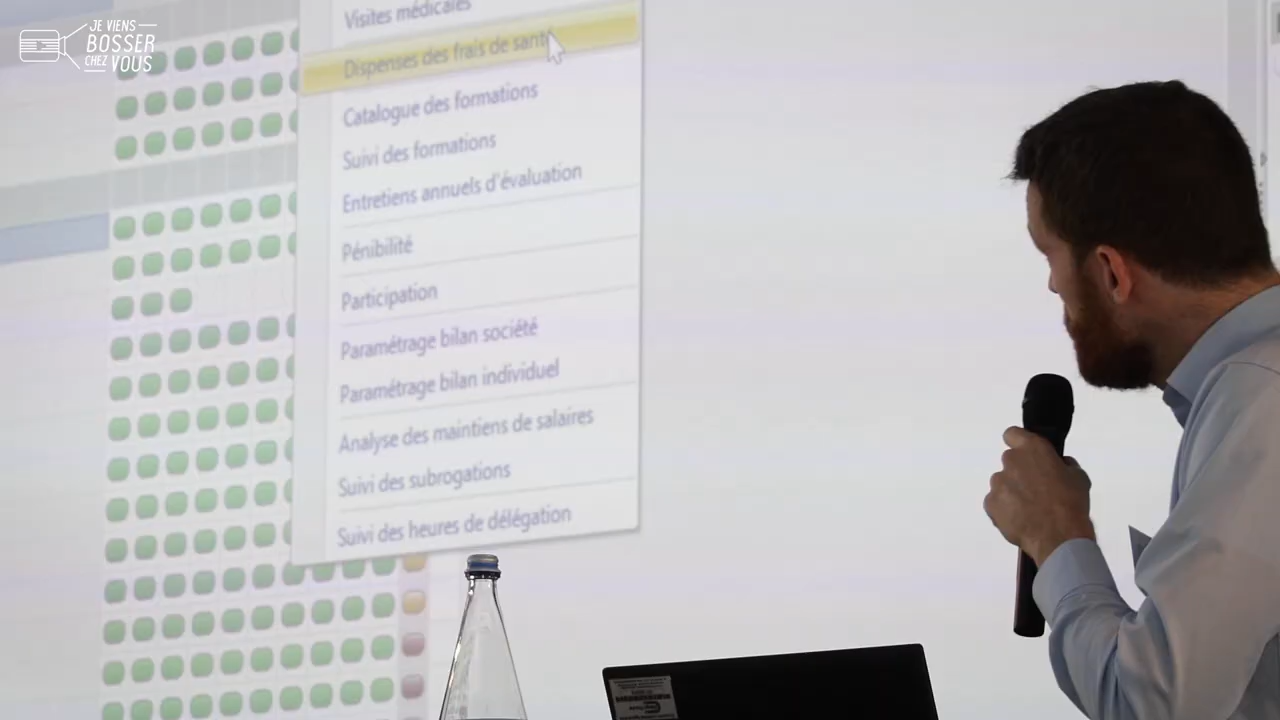 JE VIENS
BOSSER
CHEZ VOUS
Visites médicales
Dispenses des frais de santé
Catalogue des formations
Suivi des formations
Entretiens annuels d'évaluation
Pénibilité
Participation
Paramétrage bilan société
Paramétrage bilan individuel
Analyse des maintiens de salaires
Suivi des subrogations
Suivi des heures de délégation